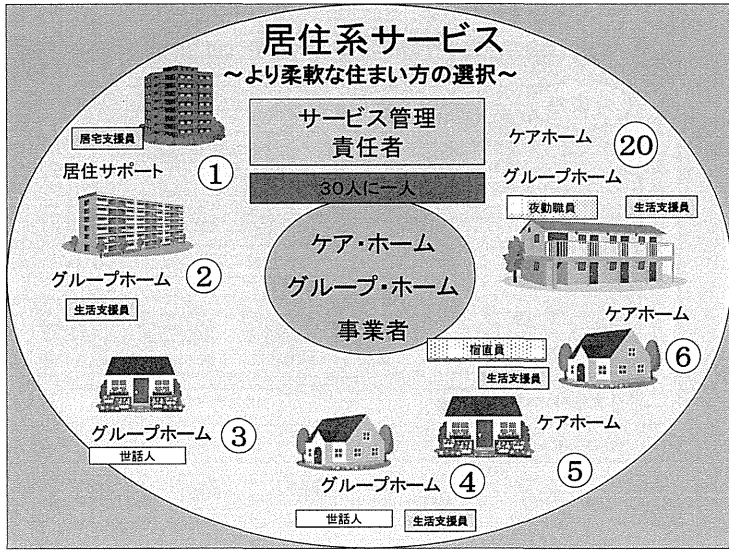 居住系サービス
～より柔軟な住まい方の選択～
サービス管理
責任者
30人に一人
ケア・ホーム
グループ・ホーム
事業者
居宅支援員
居住サポート
①
グループホーム
②
生活支援員
グループホーム
③
世話人
グループホーム
④
世話人
生活支援員
ケアホーム
⑤
宿直員
生活支援員
ケアホーム
⑥
ケアホーム
⑳
グループホーム
夜勤職員
生活支援員